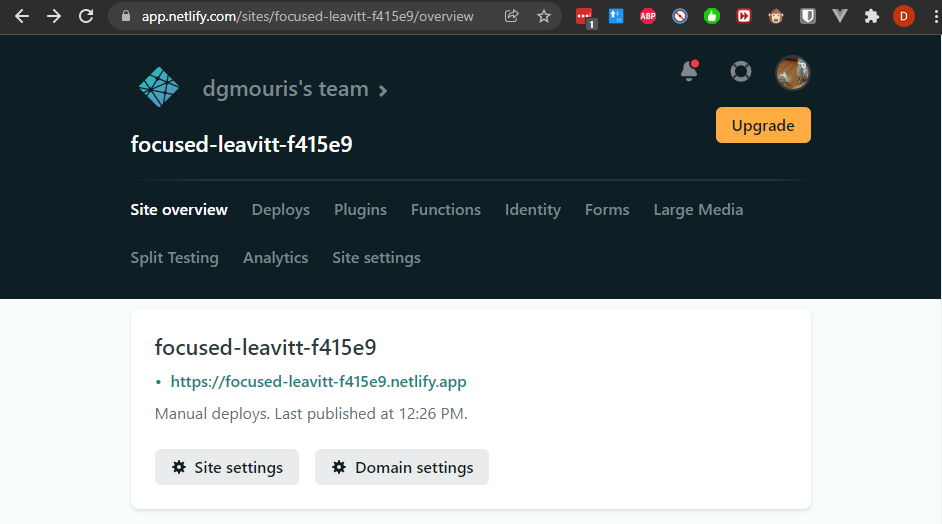 app.netlify.com/sites/focused-leavitt-f415e9/overview
1
ABP
D
dgmouris's team
Upgrade
focused-leavitt-f415e9
Site overview Deploys Plugins Functions Identity Forms Large Media
Split Testing Analytics Site settings
focused-leavitt-f415e9
• https://focused-leavitt-f415e9.netlify.app
Manual deploys. Last published at 12:26 PM.
Site settings Domain settings